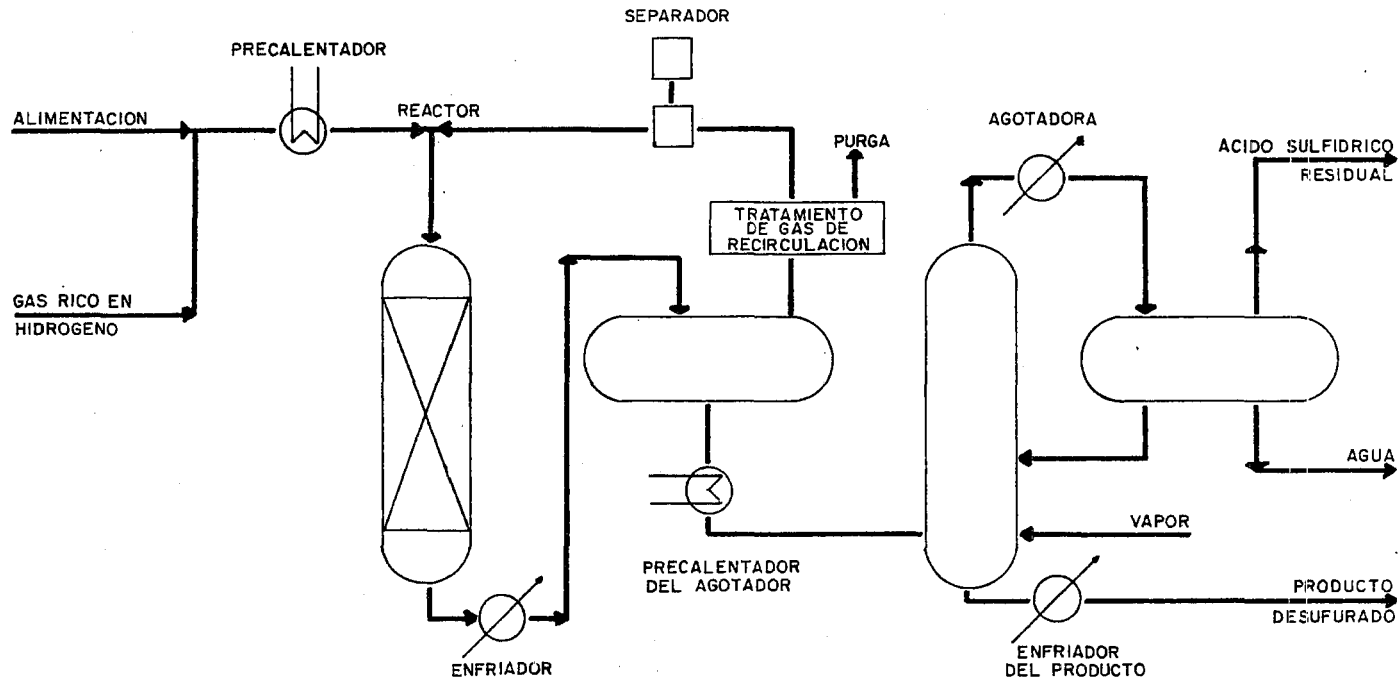 SEPARADOR
PRECALENTADOR
ALIMENTACION
REACTOR
AGOTADORA
PURGA
ACIDO SULFIDRICO
RESIDUAL
TRATAMIENTO
DE GAS DE
RECIRCULACION
GAS RICO EN
HIDROGENO
AGUA
VAPOR
PRECALENTADOR
DEL AGOTADOR
PRODUCTO
DESUFURADO
ENFRIADOR
ENFRIADOR
DEL PRODUCTO